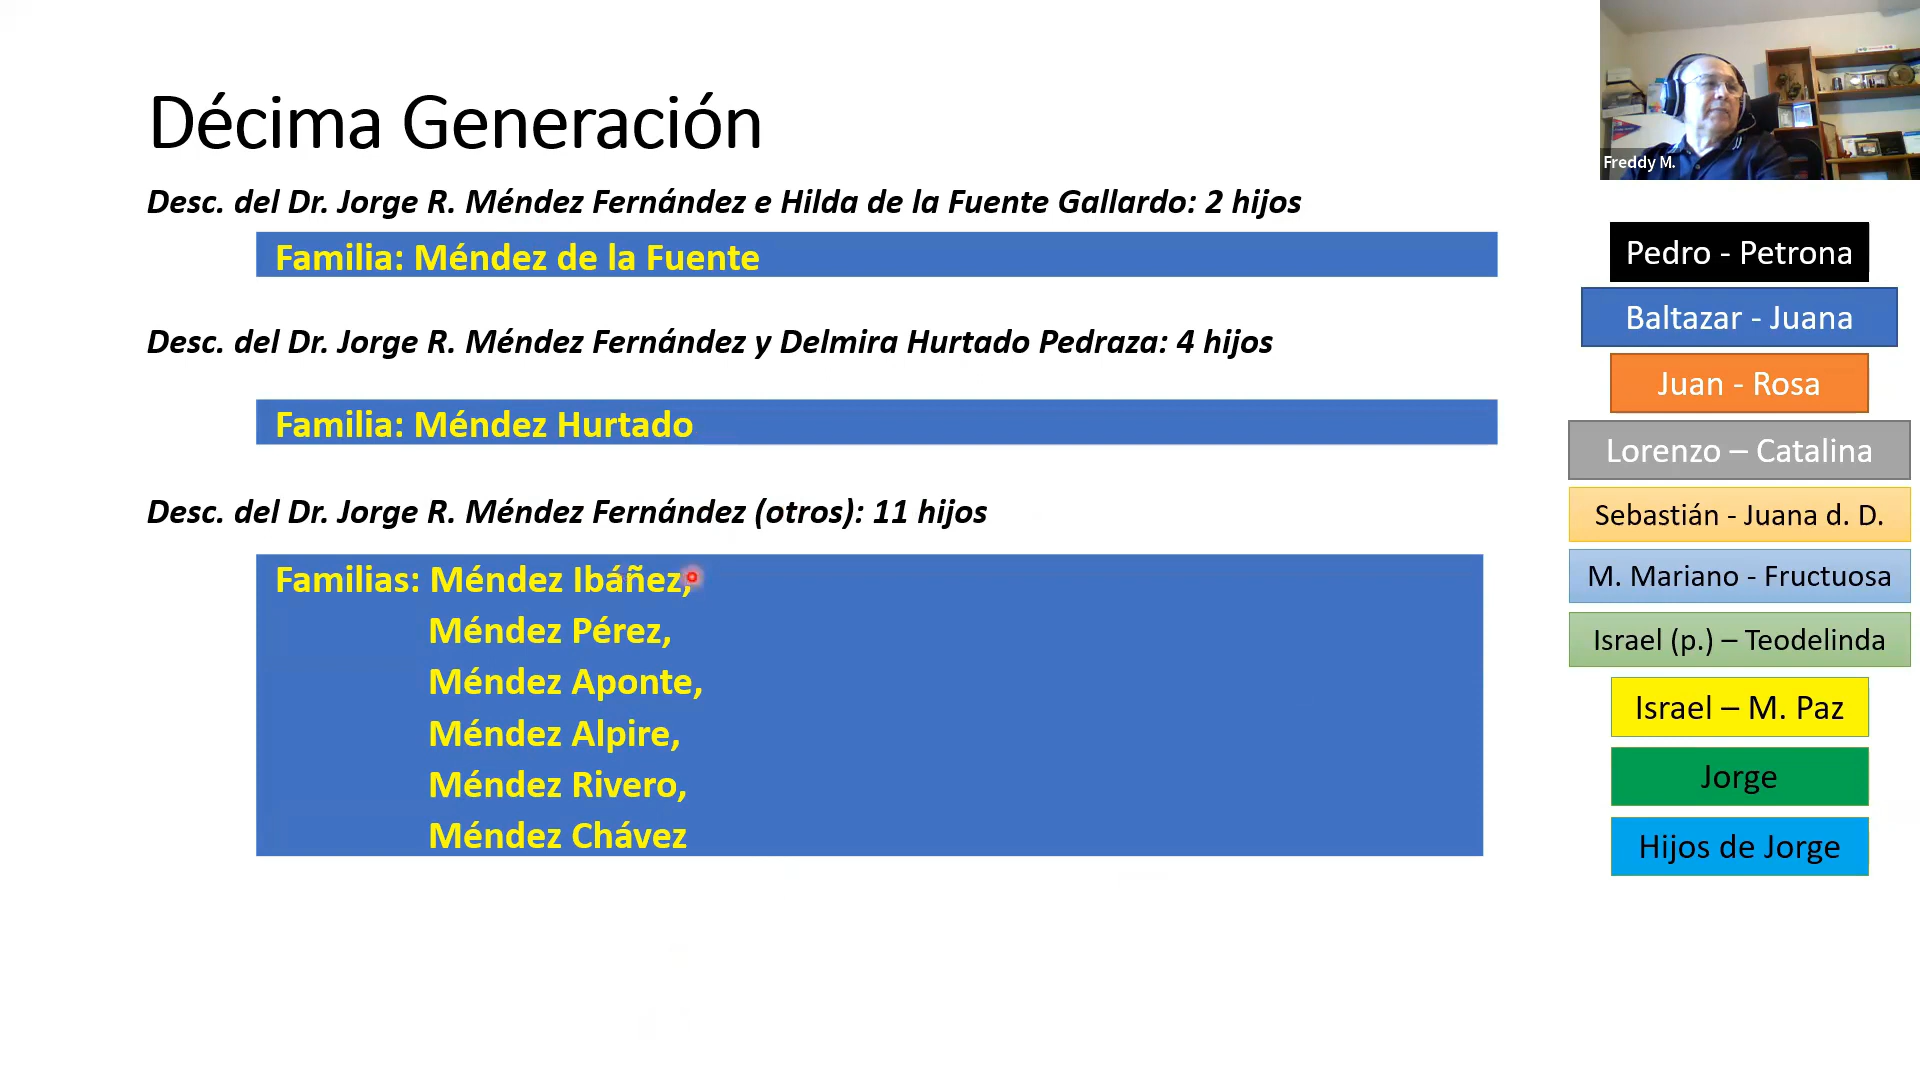 Décima Generación
Desc. del Dr. Jorge R. Méndez Fernández e Hilda de la Fuente Gallardo: 2 hijos
Familia: Méndez de la Fuente
Desc. del Dr. Jorge R. Méndez Fernández y Delmira Hurtado Pedraza: 4 hijos
Familia: Méndez Hurtado
Desc. del Dr. Jorge R. Méndez Fernández (otros): 11 hijos
Familias: Méndez Ibáñez,
Méndez Pérez,
Méndez Aponte,
Méndez Alpire,
Méndez Rivero,
Méndez Chávez
Freddy M.
Pedro - Petrona
Baltazar - Juana
Juan - Rosa
Lorenzo – Catalina
Sebastián - Juana d. D.
M. Mariano - Fructuosa
Israel (p.) – Teodelinda
Israel – M. Paz
Jorge
Hijos de Jorge